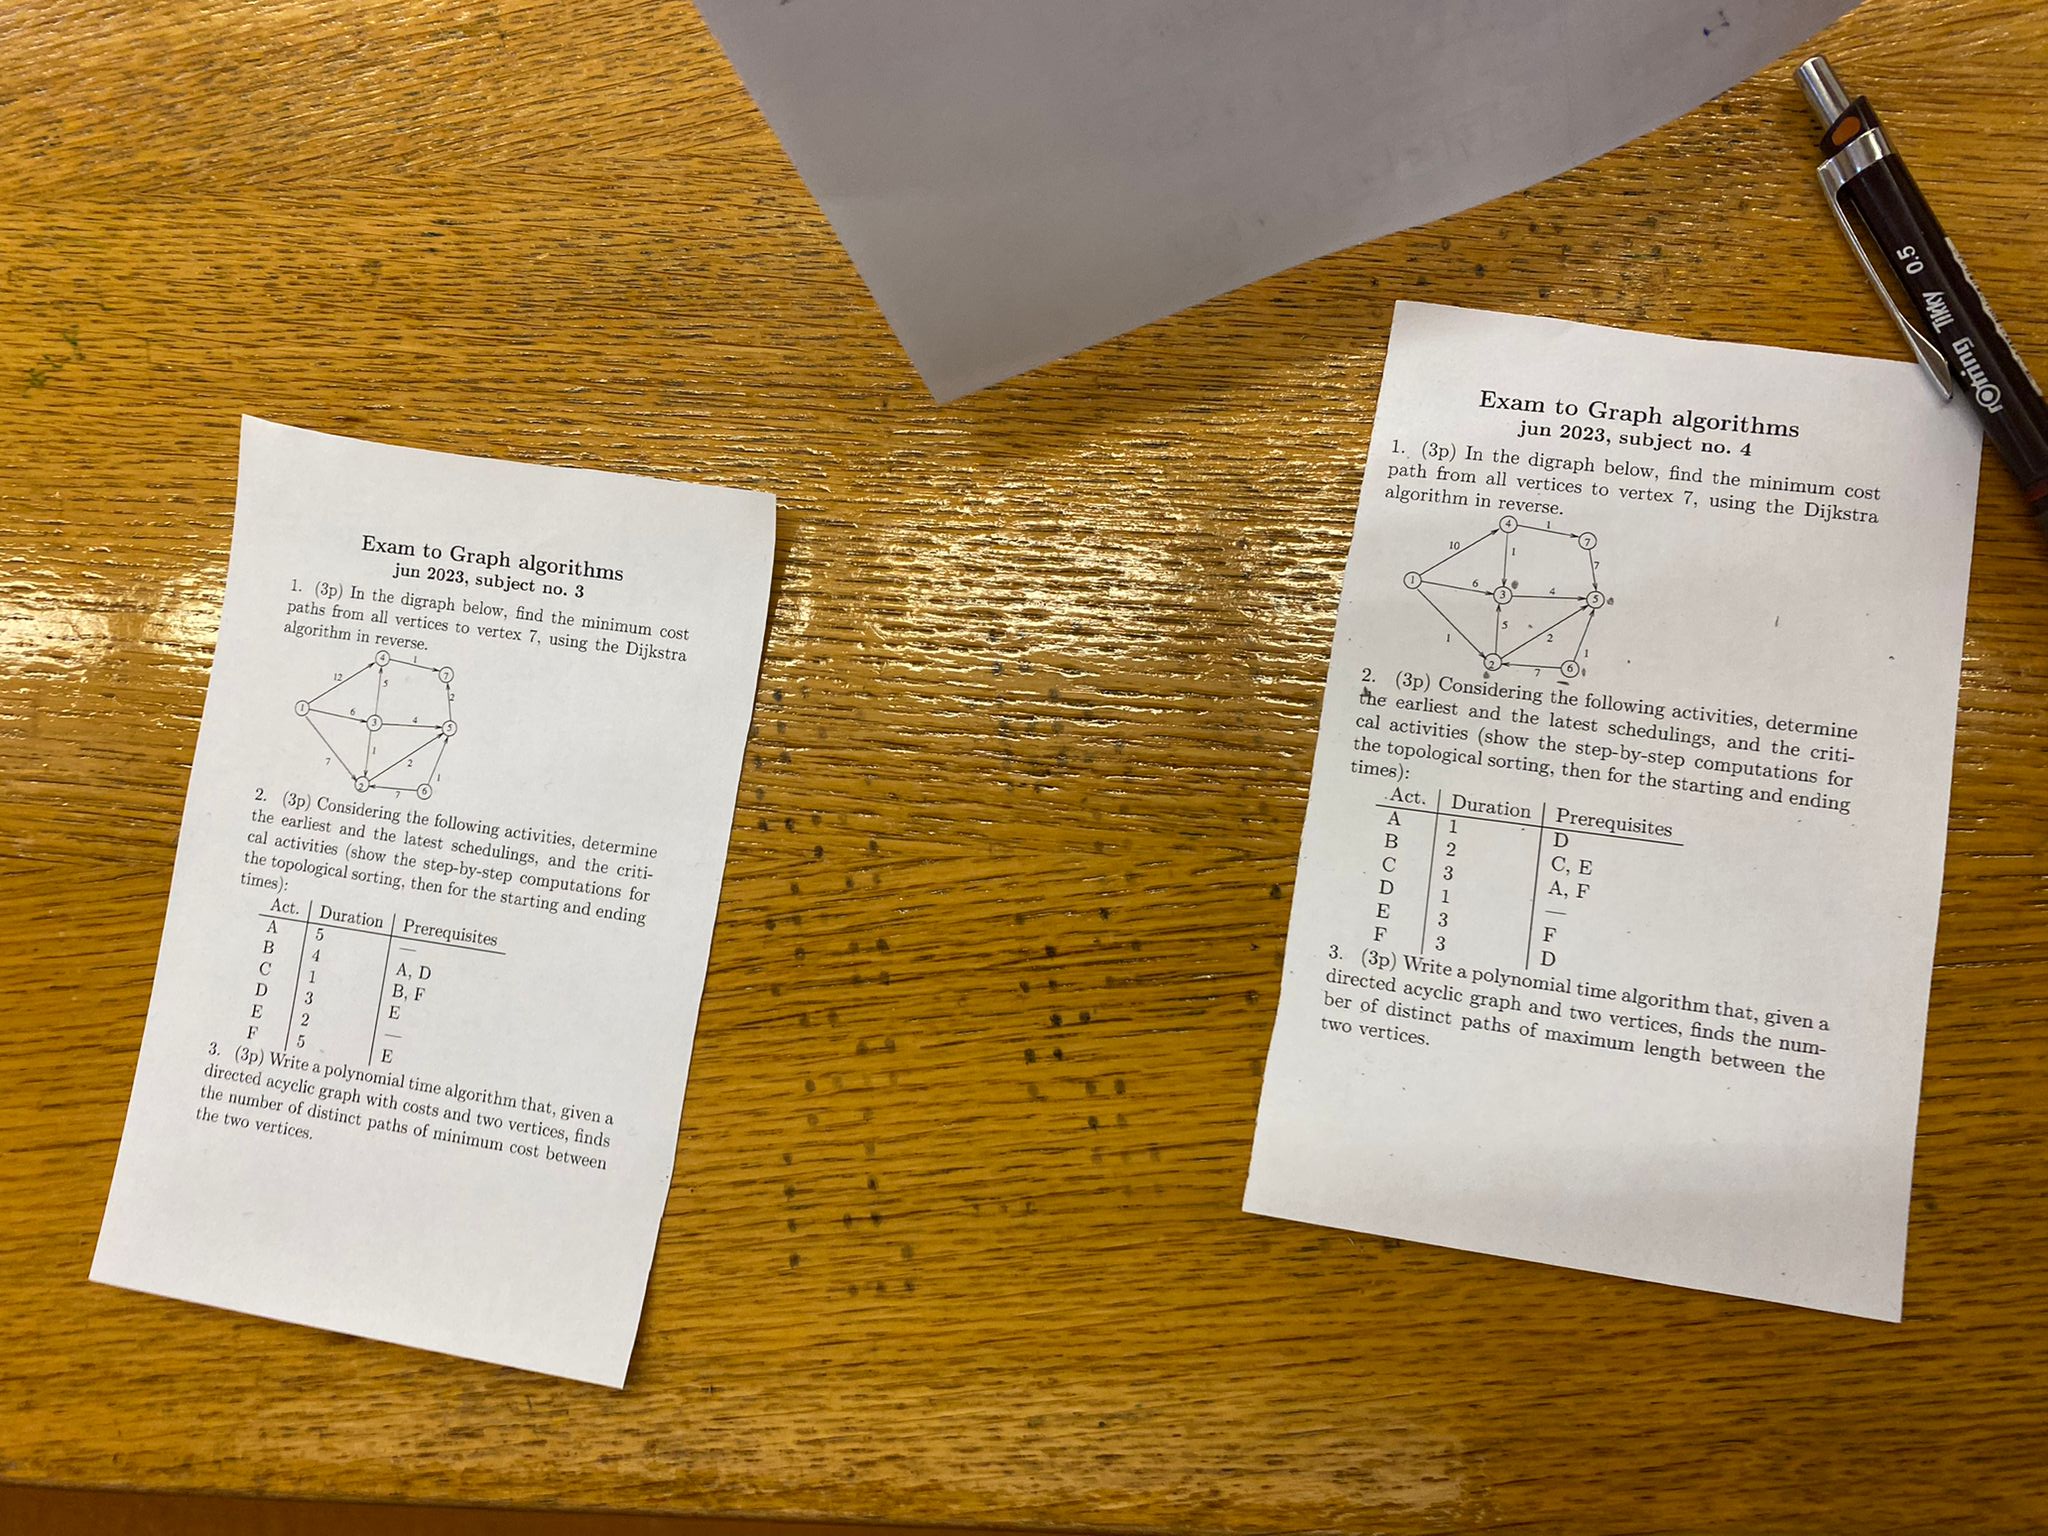 Exam to Graph algorithms
jun 2023, subject no. 3
1. (3p) In the digraph below, find the minimum cost
paths from all vertices to vertex 7, using the Dijkstra
algorithm in reverse.
4 1 7
12 5 2
1 6 3 4 5
7 1 2 1
2 7 6
2. (3p) Considering the following activities, determine
the earliest and the latest schedulings, and the criti-
cal activities (show the step-by-step computations for
the topological sorting, then for the starting and ending
times):
Act. Duration Prerequisites
A 5 —
B 4 A, D
C 1 B, F
D 3 E
E 2 —
F 5 E
3. (3p) Write a polynomial time algorithm that, given a
directed acyclic graph with costs and two vertices, finds
the number of distinct paths of minimum cost between
the two vertices.
Exam to Graph algorithms
jun 2023, subject no. 4
1. (3p) In the digraph below, find the minimum cost
path from all vertices to vertex 7, using the Dijkstra
algorithm in reverse.
4 1 7
10 1 7
1 6 3 4 5
1 5 2 1
2 7 6
2. (3p) Considering the following activities, determine
the earliest and the latest schedulings, and the criti-
cal activities (show the step-by-step computations for
the topological sorting, then for the starting and ending
times):
Act. Duration Prerequisites
A 1 D
B 2 C, E
C 3 A, F
D 1 —
E 3 F
F 3 D
3. (3p) Write a polynomial time algorithm that, given a
directed acyclic graph and two vertices, finds the num-
ber of distinct paths of maximum length between the
two vertices.
rOtring Tikky 0.5